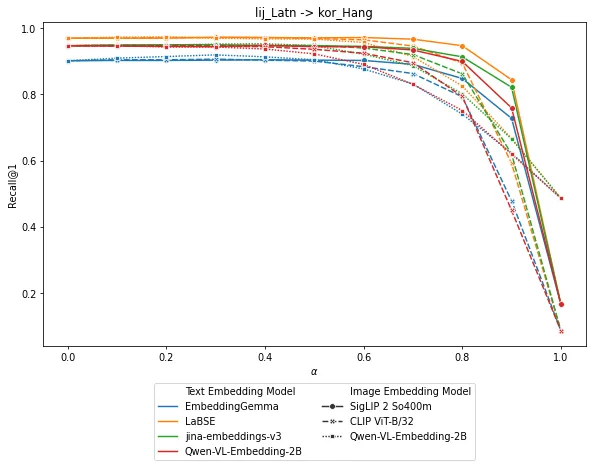 lij_Latn -> kor_Hang
Recall@1
1.0
0.8
0.6
0.4
0.2
0.0 0.2 0.4 0.6 0.8 1.0
α
Text Embedding Model Image Embedding Model
EmbeddingGemma SigLIP 2 So400m
LaBSE CLIP ViT-B/32
jina-embeddings-v3 Qwen-VL-Embedding-2B
Qwen-VL-Embedding-2B